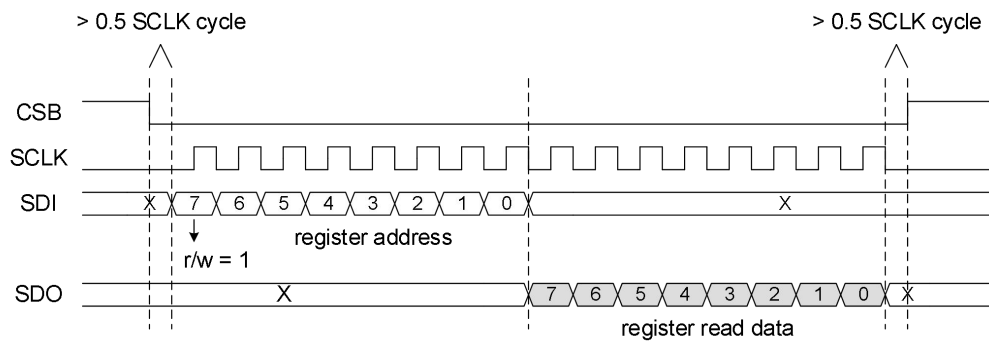 > 0.5 SCLK cycle > 0.5 SCLK cycle
CSB
SCLK
SDI X 7 6 5 4 3 2 1 0 X
register address
r/w = 1
SDO X 7 6 5 4 3 2 1 0 X
register read data